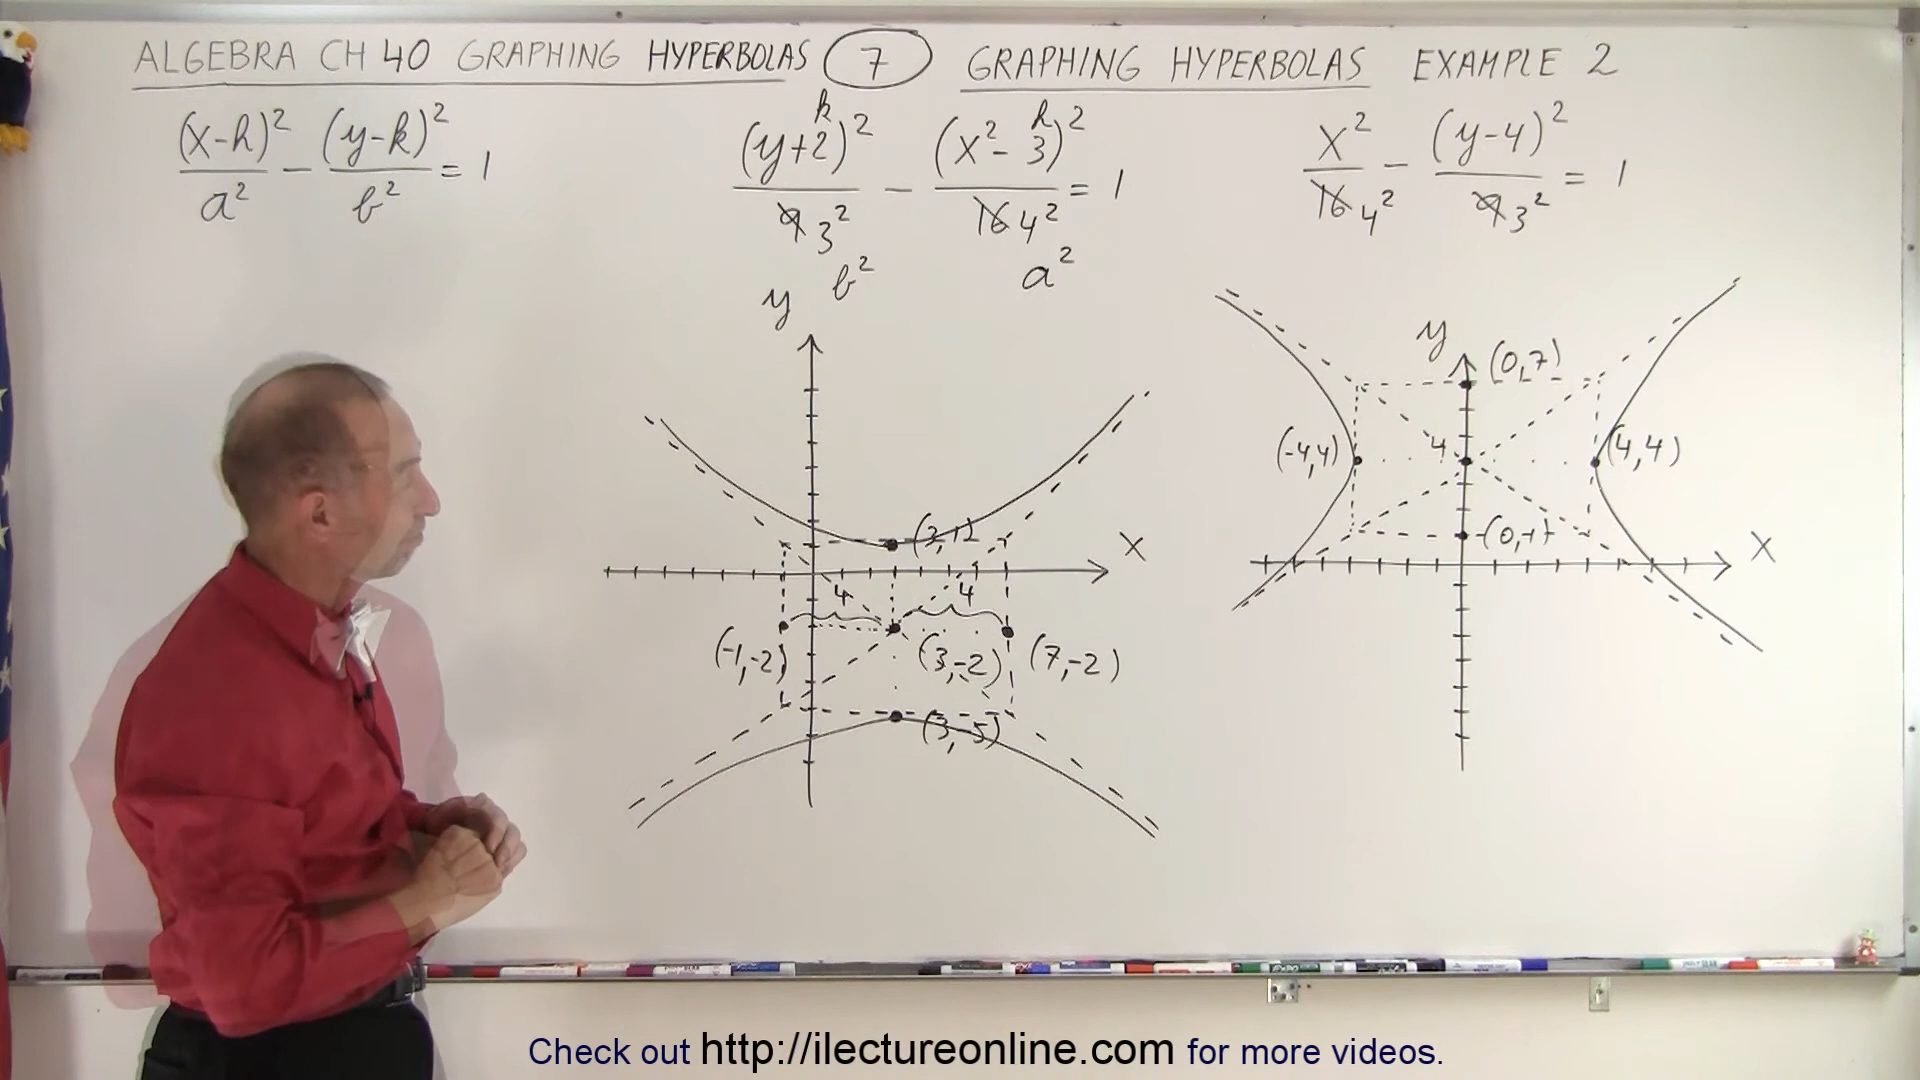 ALGEBRA CH 40 GRAPHING HYPERBOLAS 7 GRAPHING HYPERBOLAS EXAMPLE 2
(x-h)²/a² - (y-k)²/b² = 1
k h
(y+2)²/9 3² - (x²-3)²/16 4² = 1
b² a²
x²/16 4² - (y-4)²/9 3² = 1
y
x
4 4
(-1,-2) (3,-2) (7,-2)
(3,-5)
y (0,7)
(-4,4) 4 (4,4)
x
Check out http://ilectureonline.com for more videos.